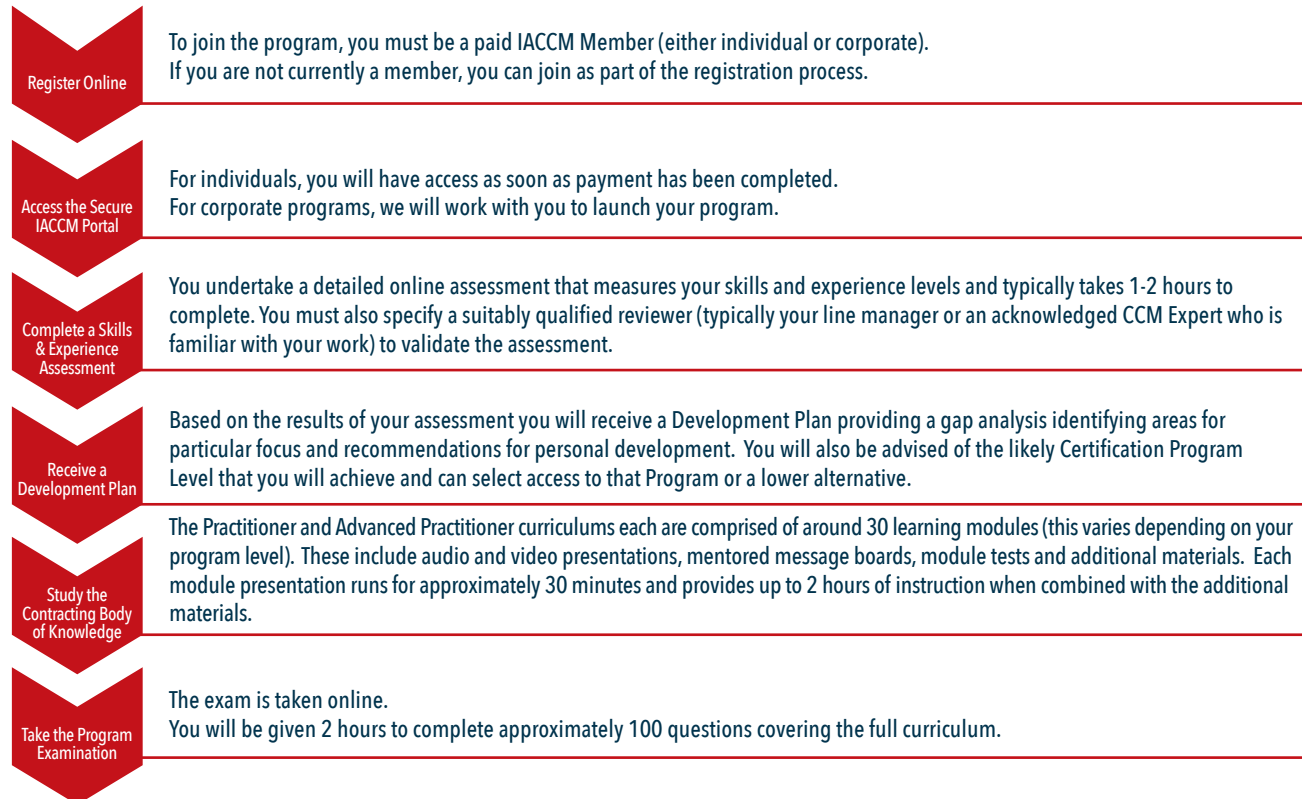 Register Online
To join the program, you must be a paid IACCM Member (either individual or corporate).
If you are not currently a member, you can join as part of the registration process.
Access the Secure
IACCM Portal
For individuals, you will have access as soon as payment has been completed.
For corporate programs, we will work with you to launch your program.
Complete a Skills
& Experience
Assessment
You undertake a detailed online assessment that measures your skills and experience levels and typically takes 1-2 hours to
complete. You must also specify a suitably qualified reviewer (typically your line manager or an acknowledged CCM Expert who is
familiar with your work) to validate the assessment.
Receive a
Development Plan
Based on the results of your assessment you will receive a Development Plan providing a gap analysis identifying areas for
particular focus and recommendations for personal development. You will also be advised of the likely Certification Program
Level that you will achieve and can select access to that Program or a lower alternative.
Study the
Contracting Body
of Knowledge
The Practitioner and Advanced Practitioner curriculums each are comprised of around 30 learning modules (this varies depending on your
program level). These include audio and video presentations, mentored message boards, module tests and additional materials. Each
module presentation runs for approximately 30 minutes and provides up to 2 hours of instruction when combined with the additional
materials.
Take the Program
Examination
The exam is taken online.
You will be given 2 hours to complete approximately 100 questions covering the full curriculum.